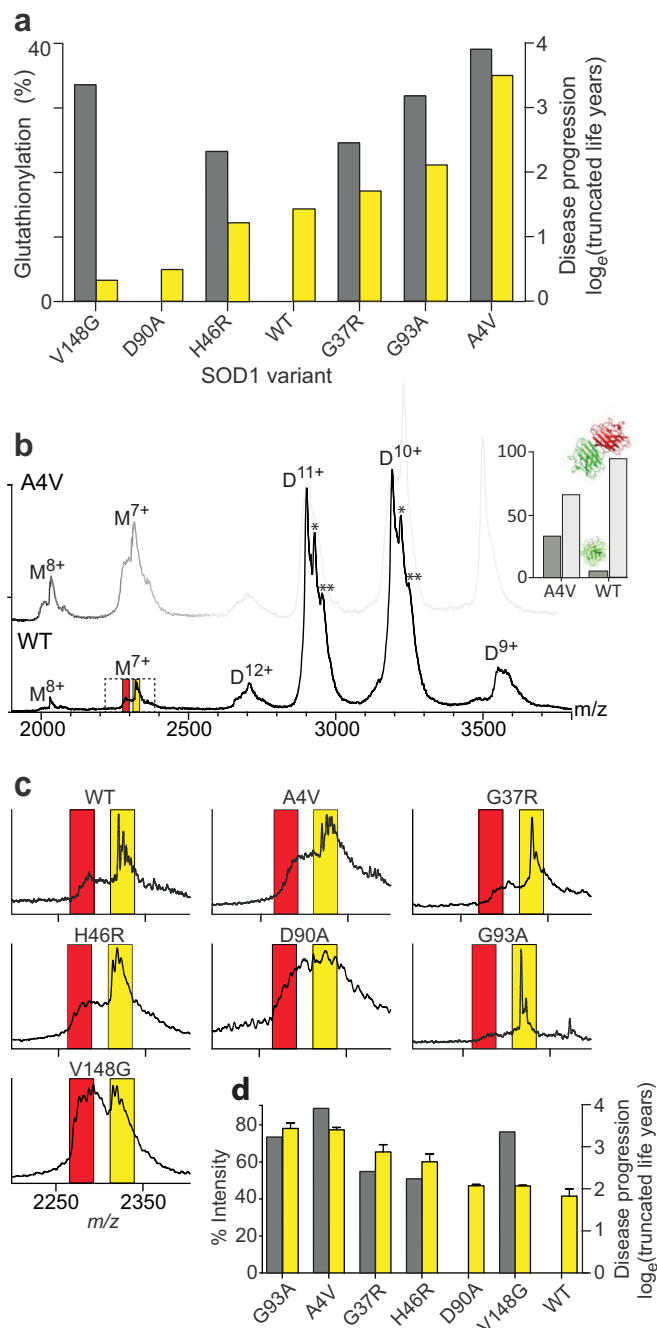 a
40
Glutathionylation (%)
0
4
3
2
1
0
Disease progression
logₑ(truncated life years)
V148G D90A H46R WT G37R G93A A4V
SOD1 variant
b
A4V
M⁸⁺ M⁷⁺ D¹¹⁺ * ** D¹⁰⁺ * **
WT
M⁸⁺ M⁷⁺ D¹²⁺ D⁹⁺
2000 2500 3000 3500 m/z
100
50
0
A4V WT
c
WT A4V G37R
H46R D90A G93A
V148G
2250 2350
m/z
d
80
60
40
20
0
% Intensity
4
3
2
1
0
Disease progression
logₑ(truncated life years)
G93A A4V G37R H46R D90A V148G WT